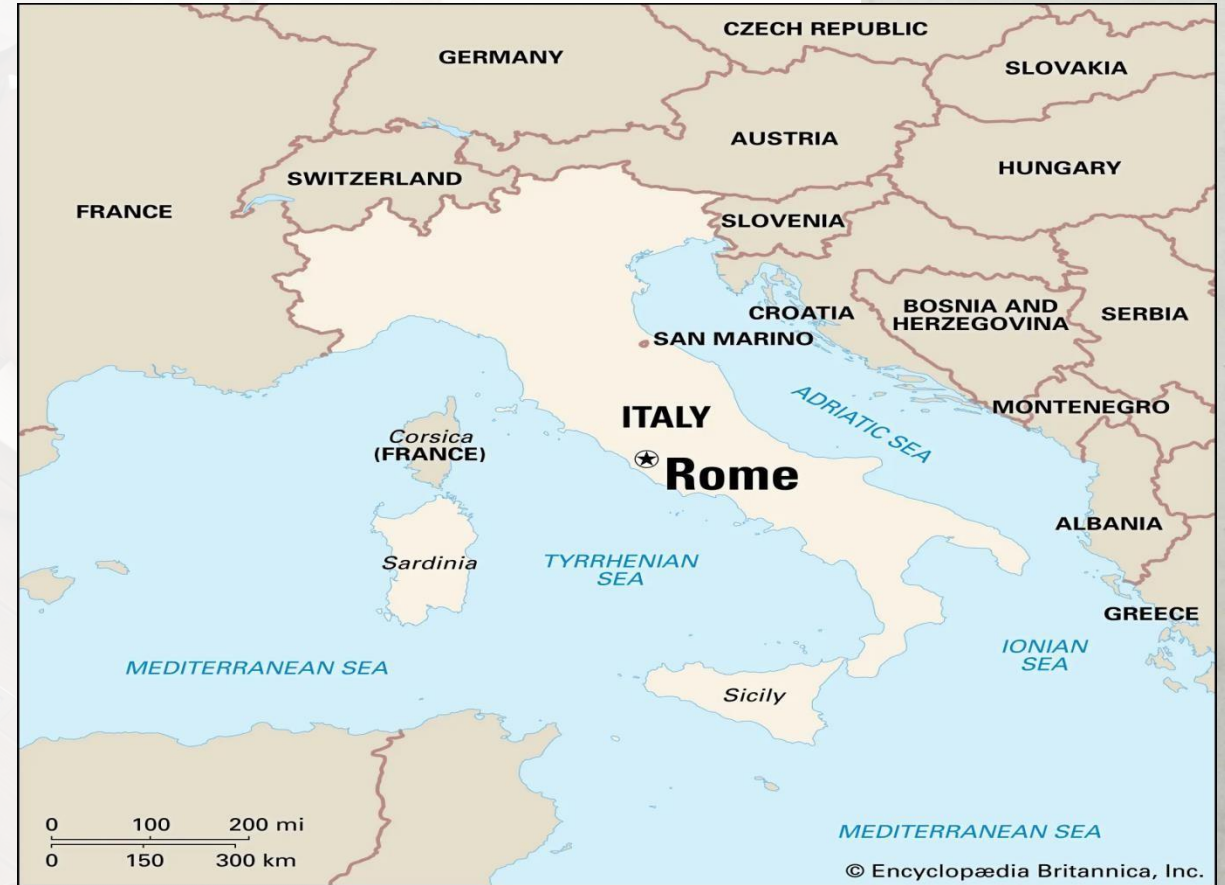 CZECH REPUBLIC
GERMANY
SLOVAKIA
AUSTRIA
HUNGARY
SWITZERLAND
FRANCE
SLOVENIA
CROATIA
BOSNIA AND
HERZEGOVINA
SERBIA
SAN MARINO
ADRIATIC SEA
MONTENEGRO
ITALY
Corsica
(FRANCE)
Rome
ALBANIA
Sardinia
TYRRHENIAN
SEA
GREECE
IONIAN
SEA
MEDITERRANEAN SEA
Sicily
0 100 200 mi
0 150 300 km
MEDITERRANEAN SEA
© Encyclopædia Britannica, Inc.